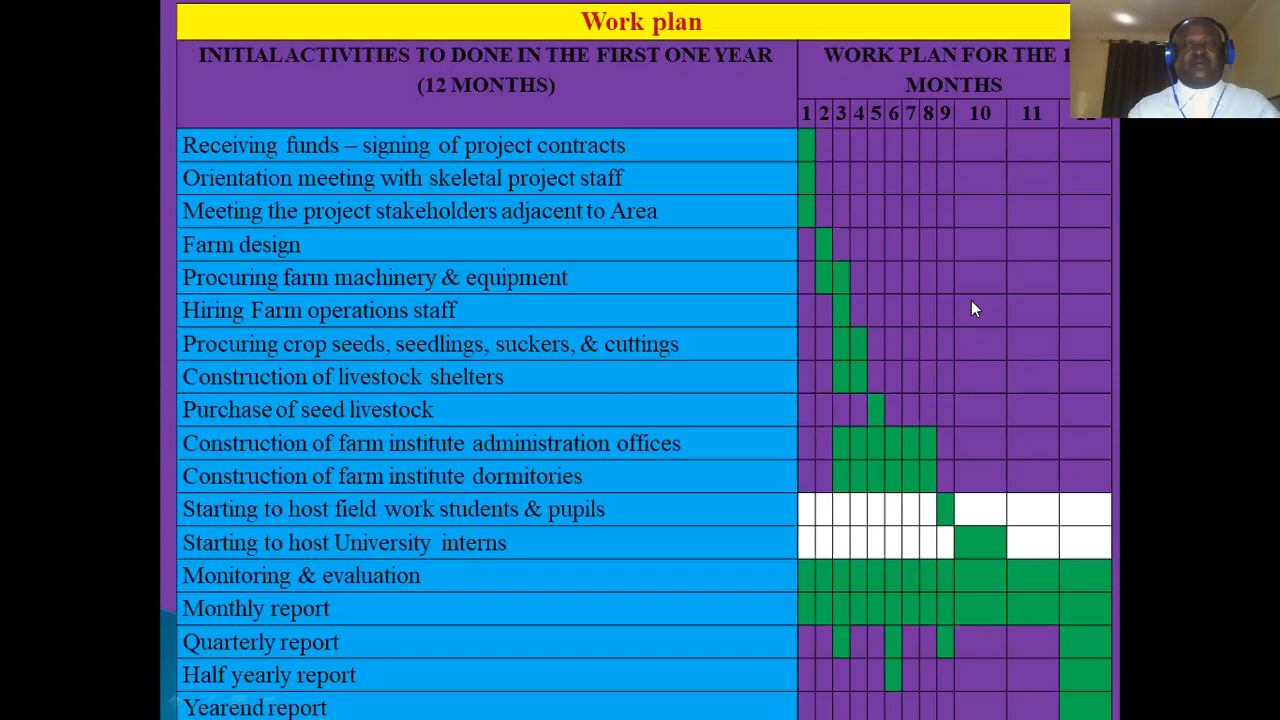 Work plan
INITIAL ACTIVITIES TO DONE IN THE FIRST ONE YEAR
(12 MONTHS)
WORK PLAN FOR THE
MONTHS
1 2 3 4 5 6 7 8 9 10 11
Receiving funds – signing of project contracts
Orientation meeting with skeletal project staff
Meeting the project stakeholders adjacent to Area
Farm design
Procuring farm machinery & equipment
Hiring Farm operations staff
Procuring crop seeds, seedlings, suckers, & cuttings
Construction of livestock shelters
Purchase of seed livestock
Construction of farm institute administration offices
Construction of farm institute dormitories
Starting to host field work students & pupils
Starting to host University interns
Monitoring & evaluation
Monthly report
Quarterly report
Half yearly report
Yearend report